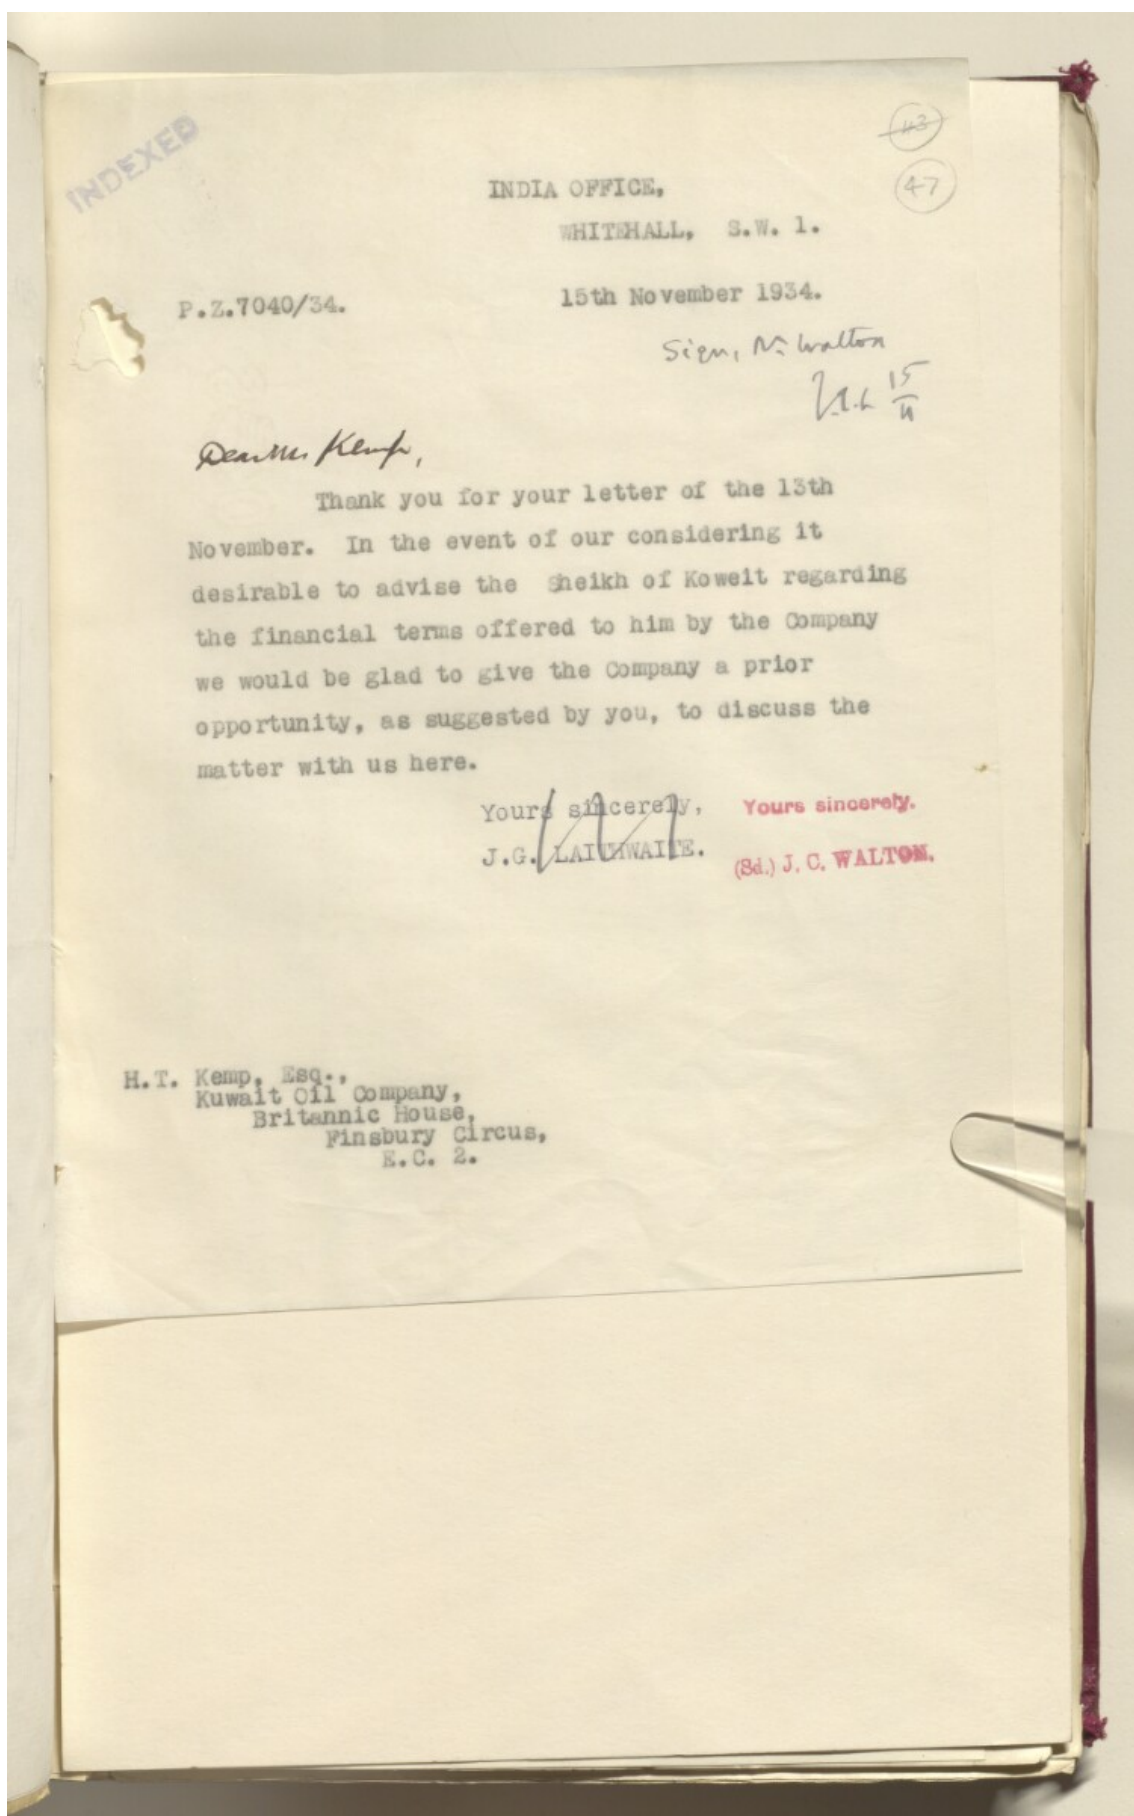 INDEXED
43
47
INDIA OFFICE,
WHITEHALL, S.W. 1.
P.Z.7040/34.
15th November 1934.
Sign, Mr Walton
15/11
Dear Mr Kemp,
Thank you for your letter of the 13th
November. In the event of our considering it
desirable to advise the Sheikh of Koweit regarding
the financial terms offered to him by the Company
we would be glad to give the Company a prior
opportunity, as suggested by you, to discuss the
matter with us here.
Yours sincerely, Yours sincerely.
J.G. LAITHWAITE. (Sd.) J. C. WALTON.
H.T. Kemp, Esq.,
Kuwait Oil Company,
Britannic House,
Finsbury Circus,
E.C. 2.